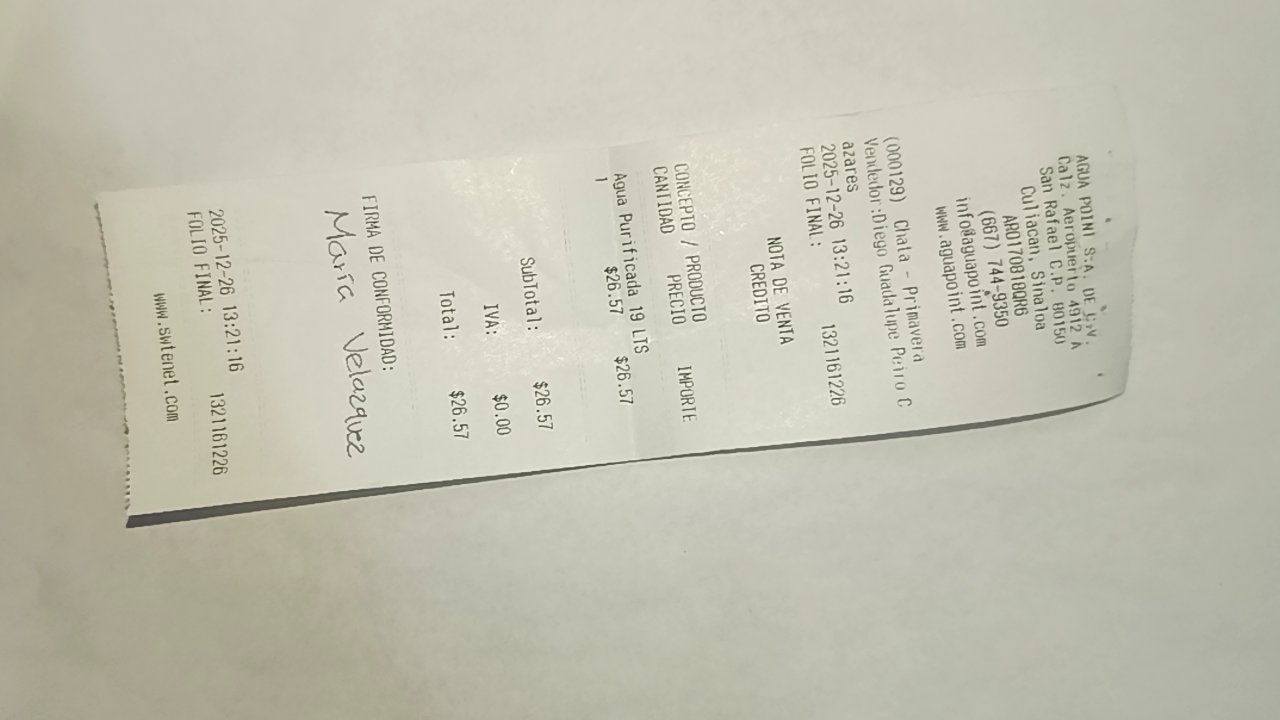 AGUA POINT S.A. DE C.V.
Calz. Aeropuerto 4912 A
San Rafael C.P. 80150
Culiacan, Sinaloa
ARO170818QR6
(667) 744-9350
info@aguapoint.com
www.aguapoint.com
(000129) Chata - Primavera
Vendedor:Diego Guadalupe Peiro C
azares
2025-12-26 13:21:16
FOLIO FINAL: 1321161226
NOTA DE VENTA
CREDITO
CONCEPTO / PRODUCTO
CANTIDAD PRECIO IMPORTE
Agua Purificada 19 LTS
1 $26.57 $26.57
SubTotal: $26.57
IVA: $0.00
Total: $26.57
FIRMA DE CONFORMIDAD:
María Velazquez
2025-12-26 13:21:16
FOLIO FINAL: 1321161226
www.swtenet.com